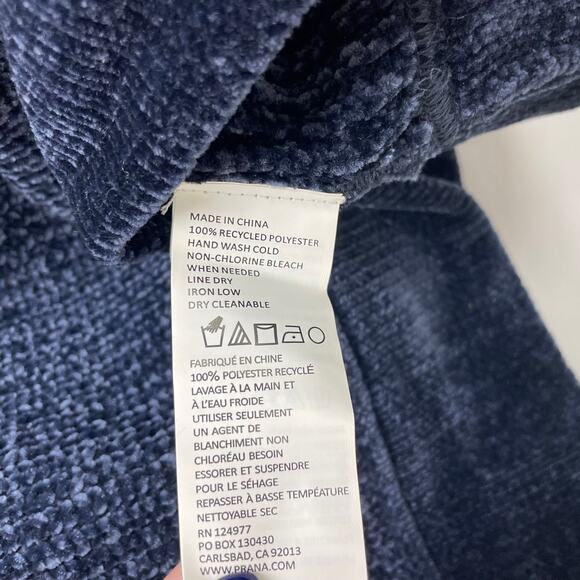 MADE IN CHINA
100% RECYCLED POLYESTER
HAND WASH COLD
NON-CHLORINE BLEACH
WHEN NEEDED
LINE DRY
IRON LOW
DRY CLEANABLE
FABRIQUÉ EN CHINE
100% POLYESTER RECYCLÉ
LAVAGE À LA MAIN ET
À L'EAU FROIDE
UTILISER SEULEMENT
UN AGENT DE
BLANCHIMENT NON
CHLORÉAU BESOIN
ESSORER ET SUSPENDRE
POUR LE SÉHAGE
REPASSER À BASSE TEMPÉATURE
NETTOYABLE SEC
RN 124977
PO BOX 130430
CARLSBAD, CA 92013
WWW.PRANA.COM